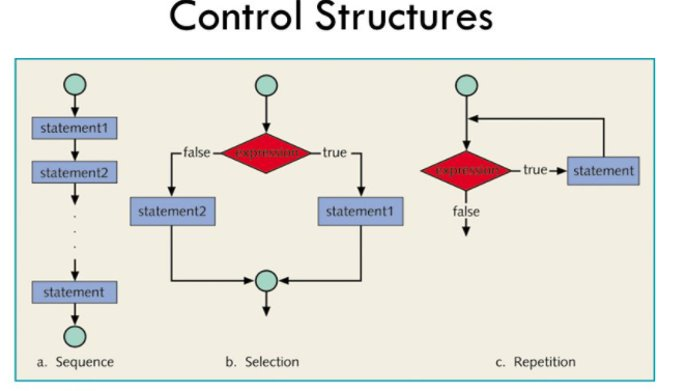 Control Structures
statement1
statement2
statement
a. Sequence
false
expression
true
statement2
statement1
b. Selection
expression
true
statement
false
c. Repetition